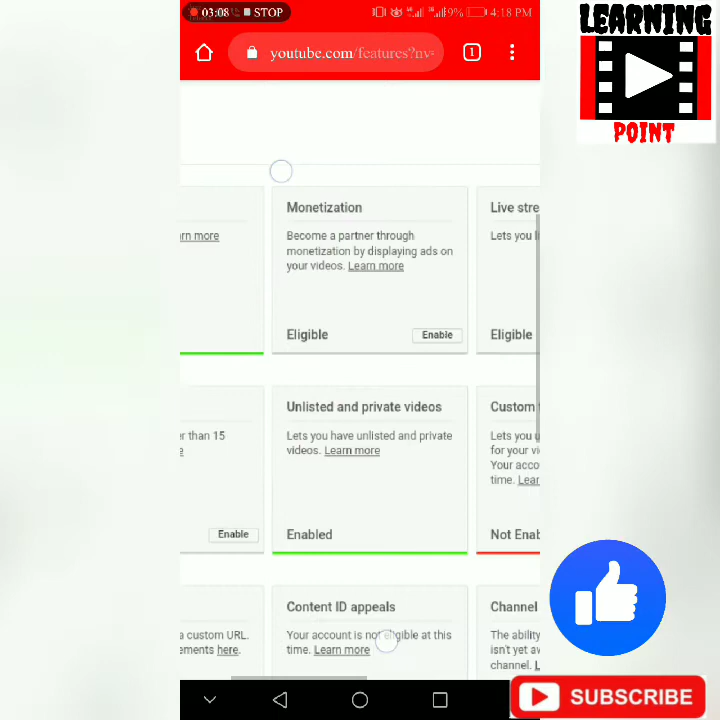 03:08 STOP
9% 4:18 PM
LEARNING
POINT
youtube.com/features?nv=
1
Monetization
Become a partner through
monetization by displaying ads on
your videos. Learn more
Eligible Enable
rn more
Live stre
Lets you l
Eligible
Unlisted and private videos
Lets you have unlisted and private
videos. Learn more
Enabled
er than 15
Enable
Custom
Lets you u
for your vi
Your acco
time. Lear
Not Enab
Content ID appeals
Your account is not eligible at this
time. Learn more
a custom URL.
ements here.
Channel
The ability
isn't yet av
channel. L
SUBSCRIBE